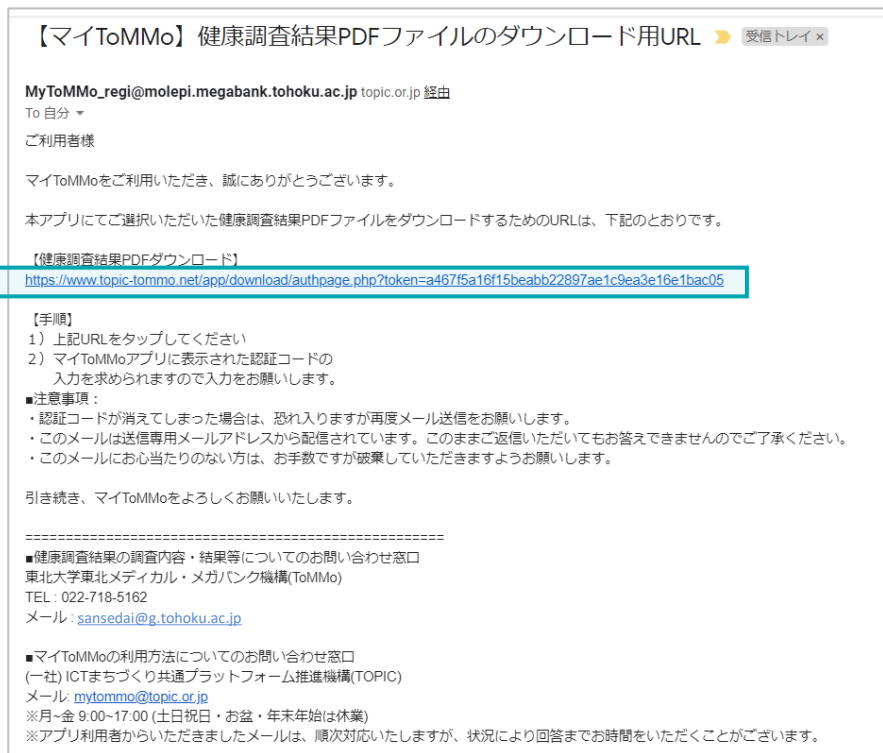 【マイToMMo】健康調査結果PDFファイルのダウンロード用URL 受信トレイ ×
MyToMMo_regi@molepi.megabank.tohoku.ac.jp topic.or.jp 経由
To 自分
ご利用者様
マイToMMoをご利用いただき、誠にありがとうございます。
本アプリにてご選択いただいた健康調査結果PDFファイルをダウンロードするためのURLは、下記のとおりです。
【健康調査結果PDFダウンロード】
https://www.topic-tommo.net/app/download/authpage.php?token=a467f5a16f15beabb22897ae1c9ea3e16e1bac05
【手順】
1）上記URLをタップしてください
2）マイToMMoアプリに表示された認証コードの
入力を求められますので入力をお願いします。
■注意事項：
・認証コードが消えてしまった場合は、恐れ入りますが再度メール送信をお願いします。
・このメールは送信専用メールアドレスから配信されています。このままご返信いただいてもお答えできませんのでご了承ください。
・このメールにお心当たりのない方は、お手数ですが破棄していただきますようお願いします。
引き続き、マイToMMoをよろしくお願いいたします。
====================================================
■健康調査結果の調査内容・結果等についてのお問い合わせ窓口
東北大学東北メディカル・メガバンク機構(ToMMo)
TEL : 022-718-5162
メール : sansedai@g.tohoku.ac.jp
■マイToMMoの利用方法についてのお問い合わせ窓口
(一社) ICTまちづくり共通プラットフォーム推進機構(TOPIC)
メール: mytommo@topic.or.jp
※月~金 9:00~17:00 (土日祝日・お盆・年末年始は休業)
※アプリ利用者からいただきましたメールは、順次対応いたしますが、状況により回答までお時間をいただくことがございます。